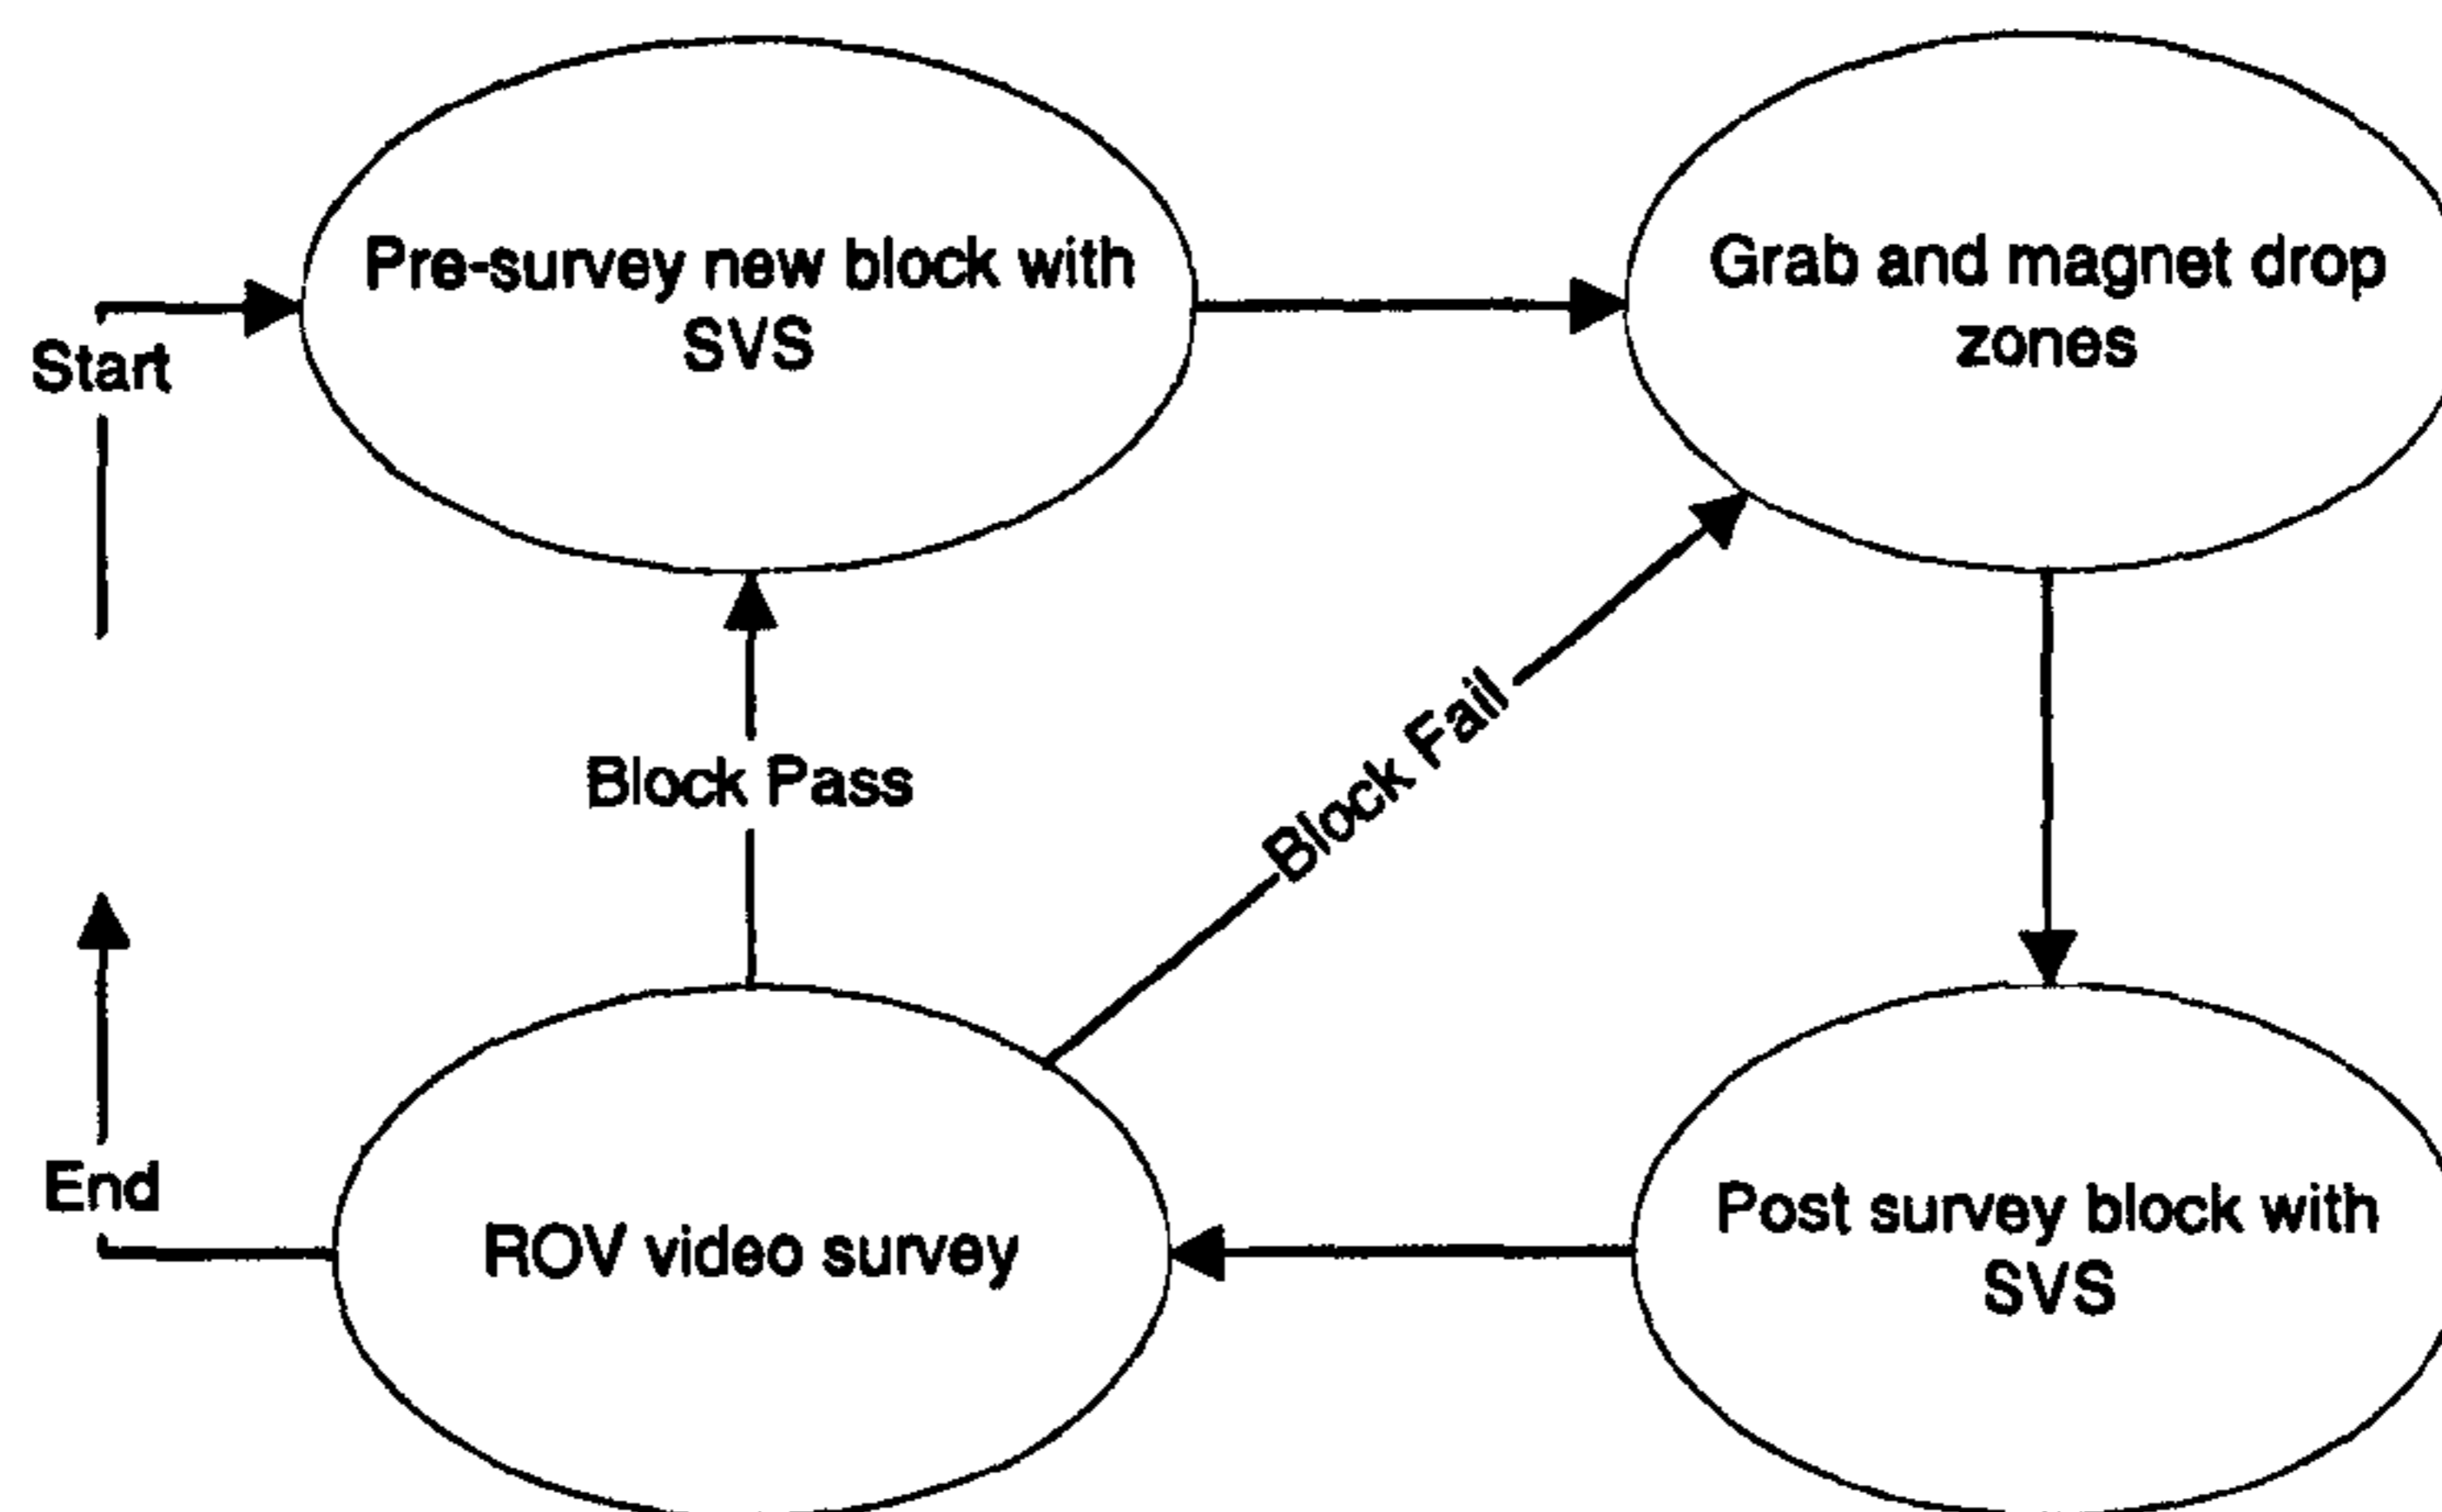 Pre-survey new block with
SVS
Grab and magnet drop
zones
Start
Block Pass
Block Fail
End
ROV video survey
Post survey block with
SVS